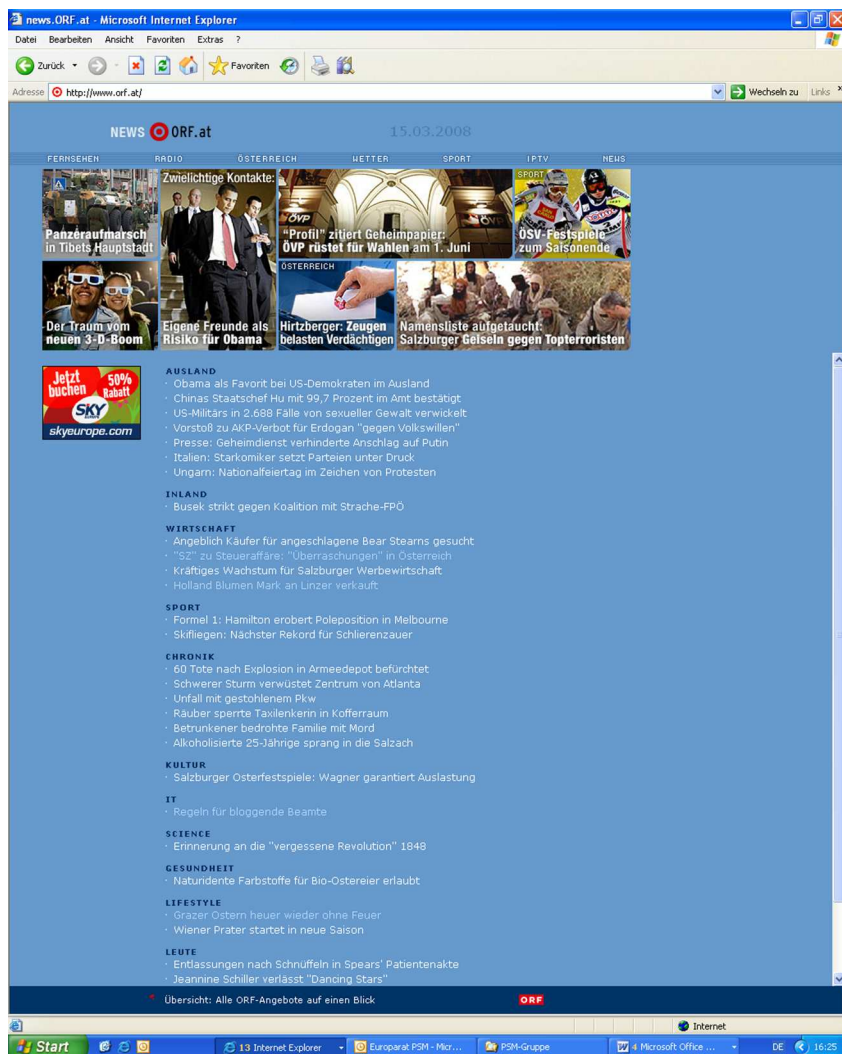 news.ORF.at - Microsoft Internet Explorer
Datei Bearbeiten Ansicht Favoriten Extras ?
Zurück Favoriten
Adresse http://www.orf.at/ Wechseln zu Links »
NEWS ORF.at 15.03.2008
FERNSEHEN RADIO ÖSTERREICH WETTER SPORT IPTV NEWS
Panzeraufmarsch
in Tibets Hauptstadt
Zwielichtige Kontakte:
Eigene Freunde als
Risiko für Obama
ÖVP ÖVP
"Profil" zitiert Geheimpapier:
ÖVP rüstet für Wahlen am 1. Juni
SPORT
ÖSV-Festspiele
zum Saisonende
Der Traum vom
neuen 3-D-Boom
ÖSTERREICH
Hirtzberger: Zeugen
belasten Verdächtigen
Namensliste aufgetaucht:
Salzburger Geiseln gegen Topterroristen
Jetzt
buchen
50%
Rabatt
SKY
EUROPE
skyeurope.com
AUSLAND
· Obama als Favorit bei US-Demokraten im Ausland
· Chinas Staatschef Hu mit 99,7 Prozent im Amt bestätigt
· US-Militärs in 2.688 Fälle von sexueller Gewalt verwickelt
· Vorstoß zu AKP-Verbot für Erdogan "gegen Volkswillen"
· Presse: Geheimdienst verhinderte Anschlag auf Putin
· Italien: Starkomiker setzt Parteien unter Druck
· Ungarn: Nationalfeiertag im Zeichen von Protesten
INLAND
· Busek strikt gegen Koalition mit Strache-FPÖ
WIRTSCHAFT
· Angeblich Käufer für angeschlagene Bear Stearns gesucht
· "SZ" zu Steueraffäre: "Überraschungen" in Österreich
· Kräftiges Wachstum für Salzburger Werbewirtschaft
· Holland Blumen Mark an Linzer verkauft
SPORT
· Formel 1: Hamilton erobert Poleposition in Melbourne
· Skifliegen: Nächster Rekord für Schlierenzauer
CHRONIK
· 60 Tote nach Explosion in Armeedepot befürchtet
· Schwerer Sturm verwüstet Zentrum von Atlanta
· Unfall mit gestohlenem Pkw
· Räuber sperrte Taxilenkerin in Kofferraum
· Betrunkener bedrohte Familie mit Mord
· Alkoholisierte 25-Jährige sprang in die Salzach
KULTUR
· Salzburger Osterfestspiele: Wagner garantiert Auslastung
IT
· Regeln für bloggende Beamte
SCIENCE
· Erinnerung an die "vergessene Revolution" 1848
GESUNDHEIT
· Naturidente Farbstoffe für Bio-Ostereier erlaubt
LIFESTYLE
· Grazer Ostern heuer wieder ohne Feuer
· Wiener Prater startet in neue Saison
LEUTE
· Entlassungen nach Schnüffeln in Spears' Patientenakte
· Jeannine Schiller verlässt "Dancing Stars"
Übersicht: Alle ORF-Angebote auf einen Blick ORF
Internet
Start 13 Internet Explorer Europarat PSM - Micr... PSM-Gruppe 4 Microsoft Office ... DE 16:25